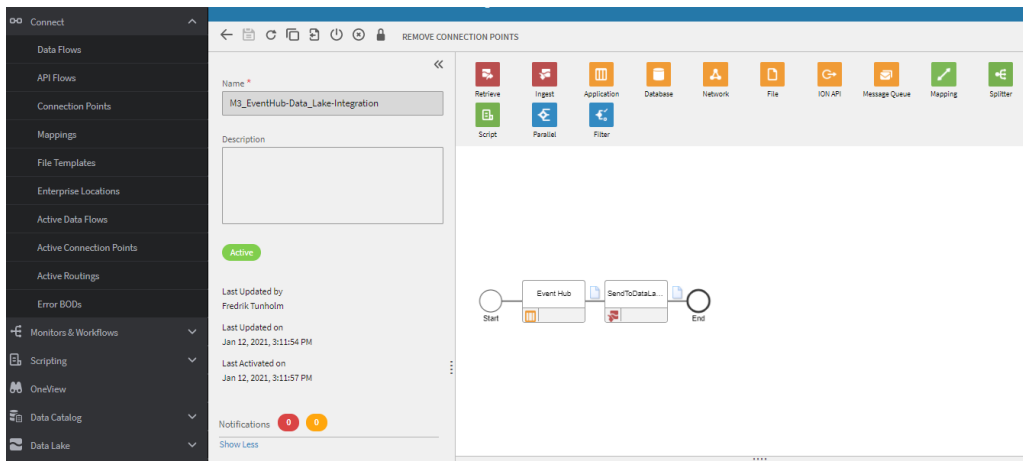 Connect
Data Flows
API Flows
Connection Points
Mappings
File Templates
Enterprise Locations
Active Data Flows
Active Connection Points
Active Routings
Error BODs
Monitors & Workflows
Scripting
OneView
Data Catalog
Data Lake
REMOVE CONNECTION POINTS
Name *
M3_EventHub-Data_Lake-Integration
Description
Active
Last Updated by
Fredrik Tunholm
Last Updated on
Jan 12, 2021, 3:11:54 PM
Last Activated on
Jan 12, 2021, 3:11:57 PM
Notifications 0 0
Show Less
Retrieve Ingest Application Database Network File ION API Message Queue Mapping Splitter
Script Parallel Filter
Event Hub SendToDataLa...
Start End